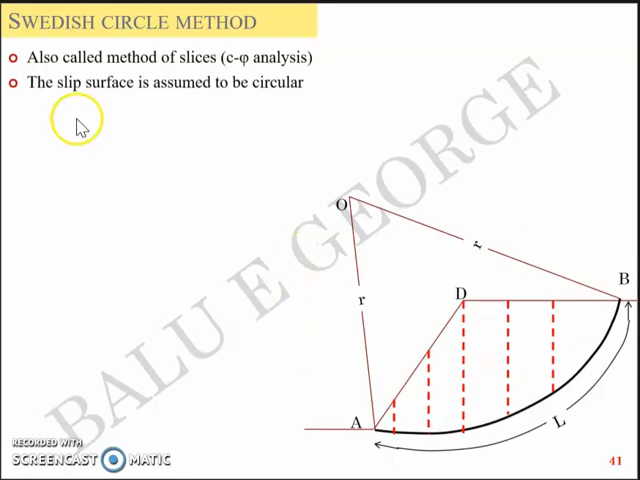 SWEDISH CIRCLE METHOD
Also called method of slices (c-φ analysis)
The slip surface is assumed to be circular
BALU E GEORGE
O
r
r
B
D
A
L
RECORDED WITH
SCREENCAST MATIC
41